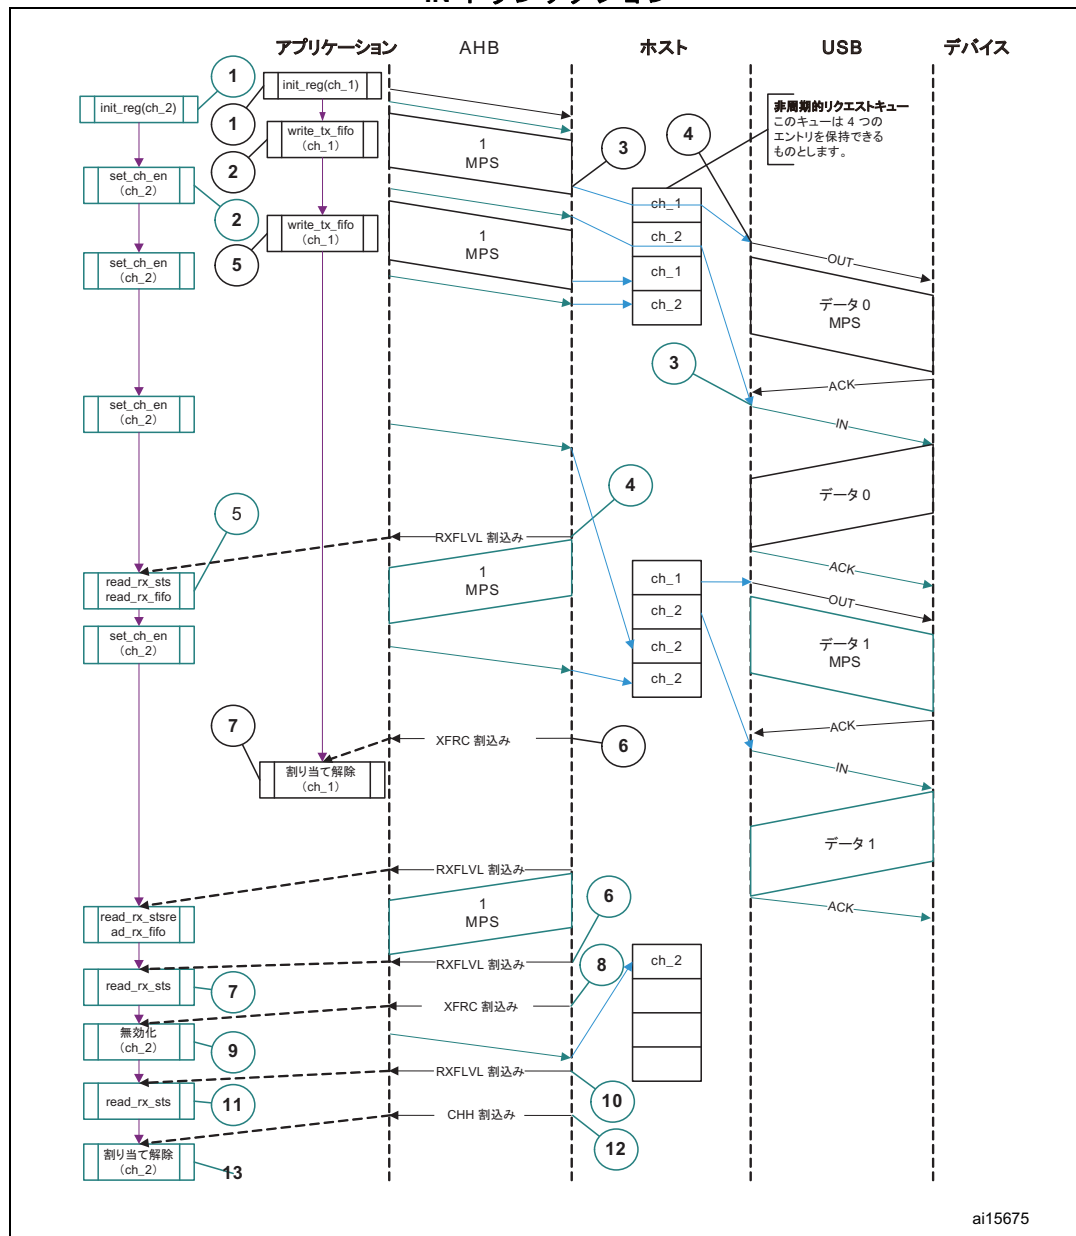 IN トランザクション
アプリケーション
AHB
ホスト
USB
デバイス
1
init_reg(ch_1)
init_reg(ch_2)
1
非周期的リクエストキュー
このキューは 4 つの
エントリを保持できる
ものとします。
write_tx_fifo
(ch_1)
1
MPS
3
4
2
set_ch_en
(ch_2)
2
ch_1
write_tx_fifo
(ch_1)
5
1
MPS
ch_2
ch_1
ch_2
OUT
set_ch_en
(ch_2)
データ 0
MPS
3
ACK
set_ch_en
(ch_2)
IN
データ 0
4
5
RXFLVL 割込み
read_rx_sts
read_rx_fifo
1
MPS
ch_1
ch_2
ch_2
ch_2
ACK
OUT
set_ch_en
(ch_2)
データ 1
MPS
7
XFRC 割込み
6
ACK
割り当て解除
(ch_1)
IN
データ 1
RXFLVL 割込み
read_rx_stsre
ad_rx_fifo
1
MPS
6
ACK
RXFLVL 割込み
8
ch_2
read_rx_sts
7
XFRC 割込み
無効化
(ch_2)
9
RXFLVL 割込み
10
read_rx_sts
11
CHH 割込み
12
割り当て解除
(ch_2)
13
ai15675